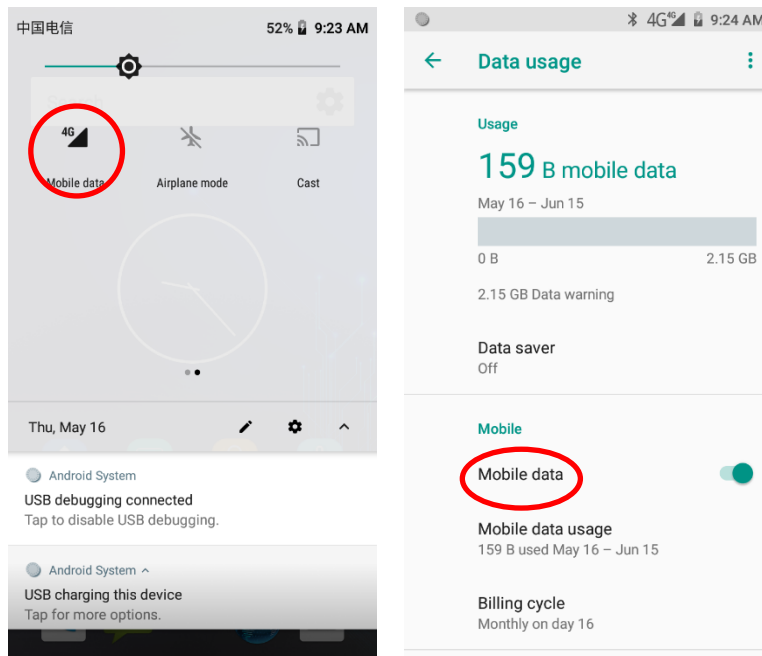 中国电信
52% 9:23 AM
4G
Mobile data
Airplane mode
Cast
Thu, May 16
Android System
USB debugging connected
Tap to disable USB debugging.
Android System
USB charging this device
Tap for more options.
4G 4G 9:24 AM
Data usage
Usage
159 B mobile data
May 16 – Jun 15
0 B
2.15 GB
2.15 GB Data warning
Data saver
Off
Mobile
Mobile data
Mobile data usage
159 B used May 16 – Jun 15
Billing cycle
Monthly on day 16